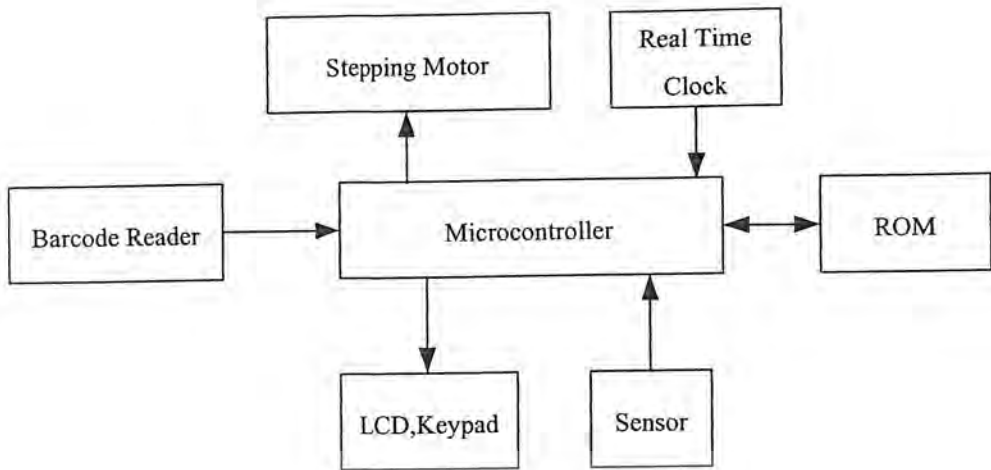 Stepping Motor
Real Time
Clock
Barcode Reader
Microcontroller
ROM
LCD,Keypad
Sensor